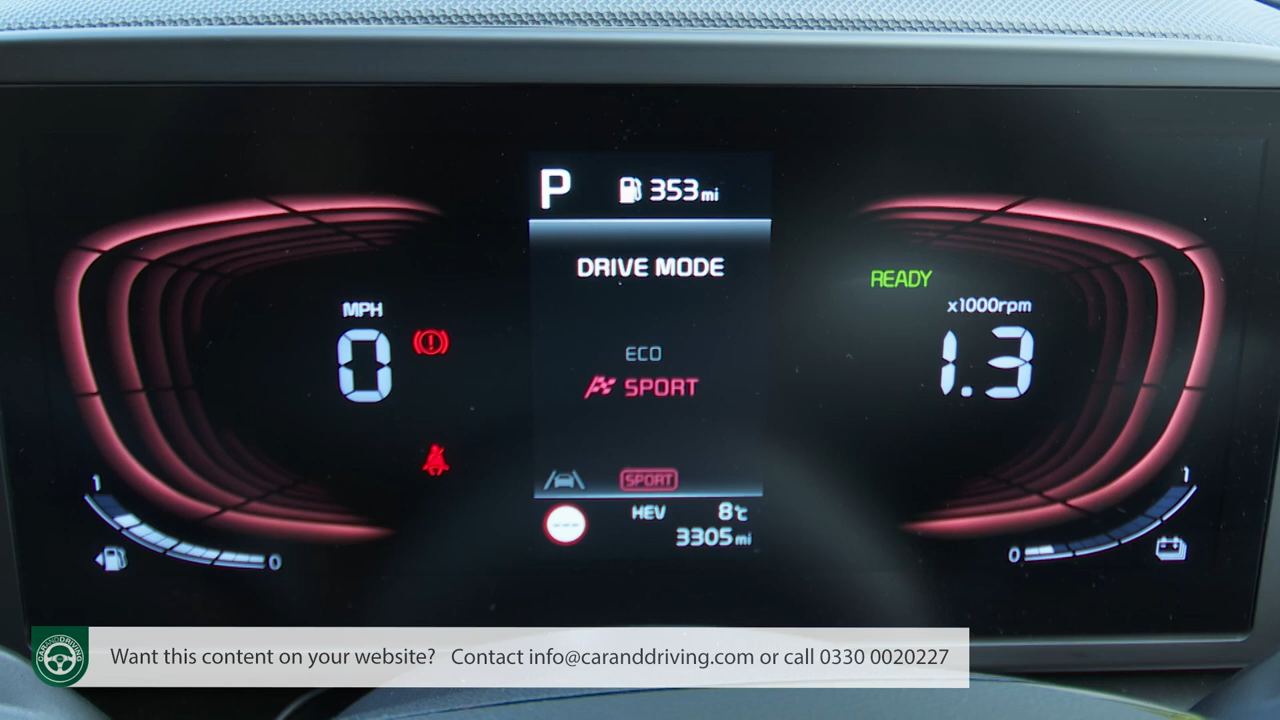 P 353mi
DRIVE MODE
READY
MPH
x1000rpm
0
1.3
ECO
SPORT
SPORT
1
1
HEV 8℃
3305mi
0
0
CARANDDRIVING
Want this content on your website? Contact info@caranddriving.com or call 0330 0020227